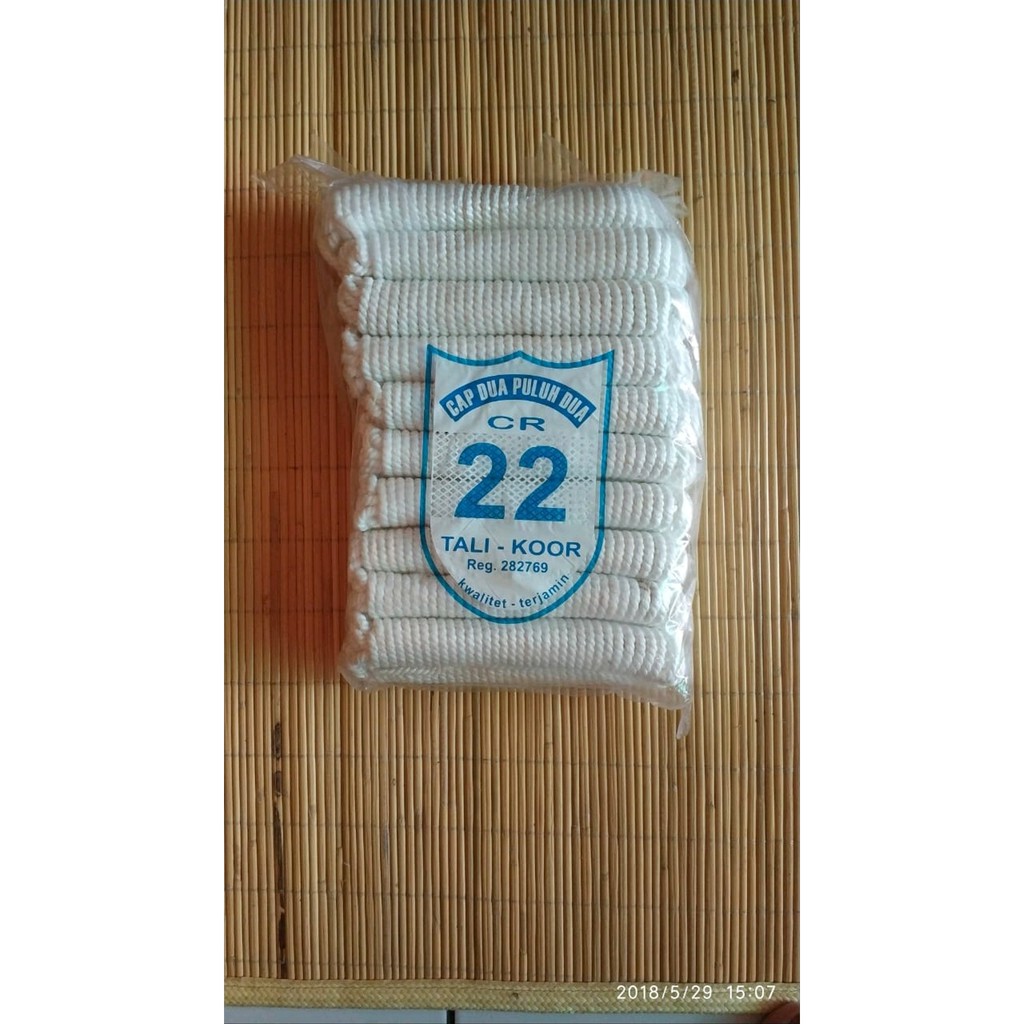 CAP DUA PULUH DUA
CR
22
TALI - KOOR
Reg. 282769
kwalitet - terjamin
2018/5/29 15:07